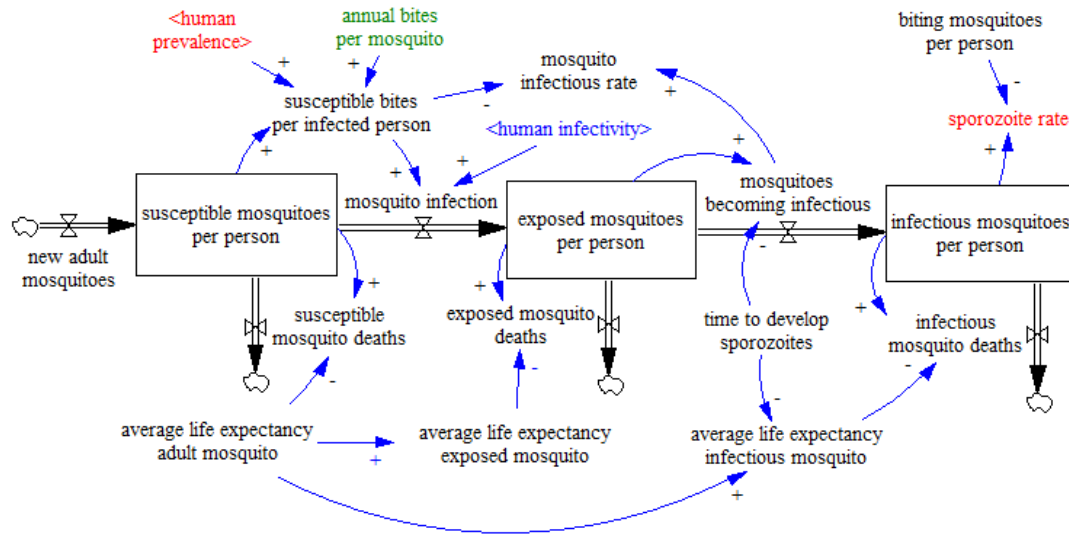 <human
prevalence>
annual bites
per mosquito
biting mosquitoes
per person
+
+
mosquito
infectious rate
-
susceptible bites
per infected person
-
+
sporozoite rate
<human infectivity>
+
+
+
+
+
mosquito infection
mosquitoes
becoming infectious
susceptible mosquitoes
per person
exposed mosquitoes
per person
infectious mosquitoes
per person
-
new adult
mosquitoes
+
+
+
susceptible
mosquito deaths
exposed mosquito
deaths
time to develop
sporozoites
infectious
mosquito deaths
-
-
-
-
average life expectancy
adult mosquito
+
average life expectancy
exposed mosquito
average life expectancy
infectious mosquito
+